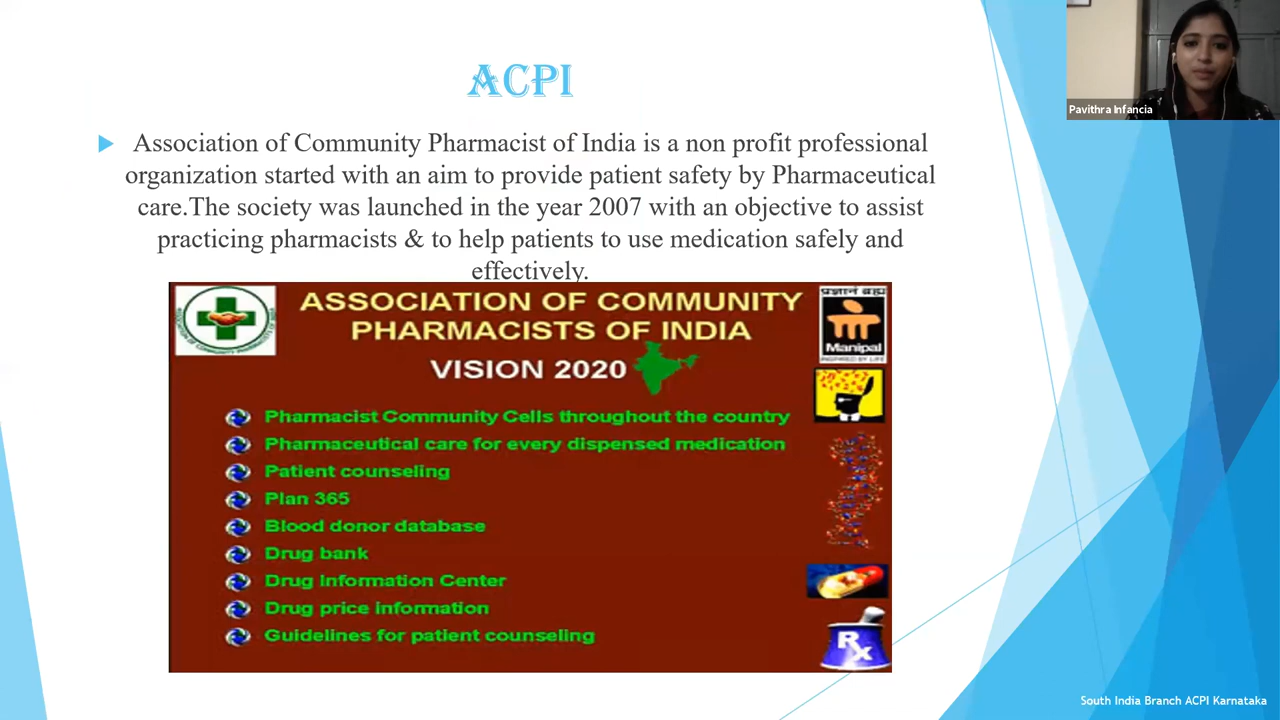 ACPI
Pavithra Infancia
Association of Community Pharmacist of India is a non profit professional
organization started with an aim to provide patient safety by Pharmaceutical
care.The society was launched in the year 2007 with an objective to assist
practicing pharmacists & to help patients to use medication safely and
effectively.
ASSOCIATION OF COMMUNITY
PHARMACISTS OF INDIA
VISION 2020
प्रज्ञानं ब्रह्म
Manipal
INSPIRED BY LIFE
Pharmacist Community Cells throughout the country
Pharmaceutical care for every dispensed medication
Patient counseling
Plan 365
Blood donor database
Drug bank
Drug Information Center
Drug price information
Guidelines for patient counseling
Rx
South India Branch ACPI Karnataka